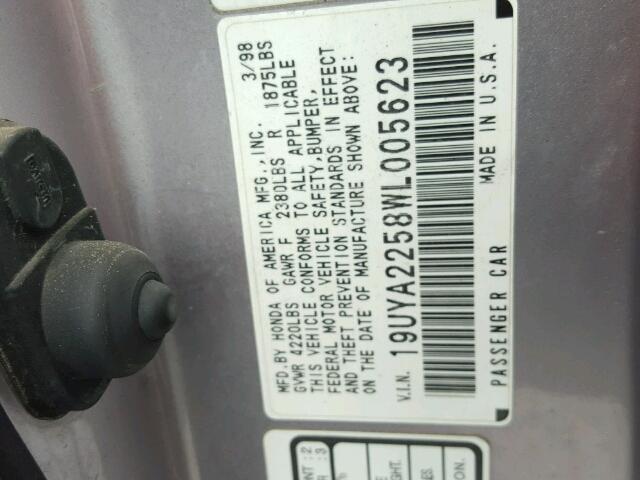 MFD.BY HONDA OF AMERICA MFG.,INC. 3/98
GVWR 4220LBS GAWR F 2380LBS R 1875LBS
THIS VEHICLE CONFORMS TO ALL APPLICABLE
FEDERAL MOTOR VEHICLE SAFETY,BUMPER,
AND THEFT PREVENTION STANDARDS IN EFFECT
ON THE DATE OF MANUFACTURE SHOWN ABOVE:
V.I.N. 19UYA2258WL005623
PASSENGER CAR MADE IN U.S.A.